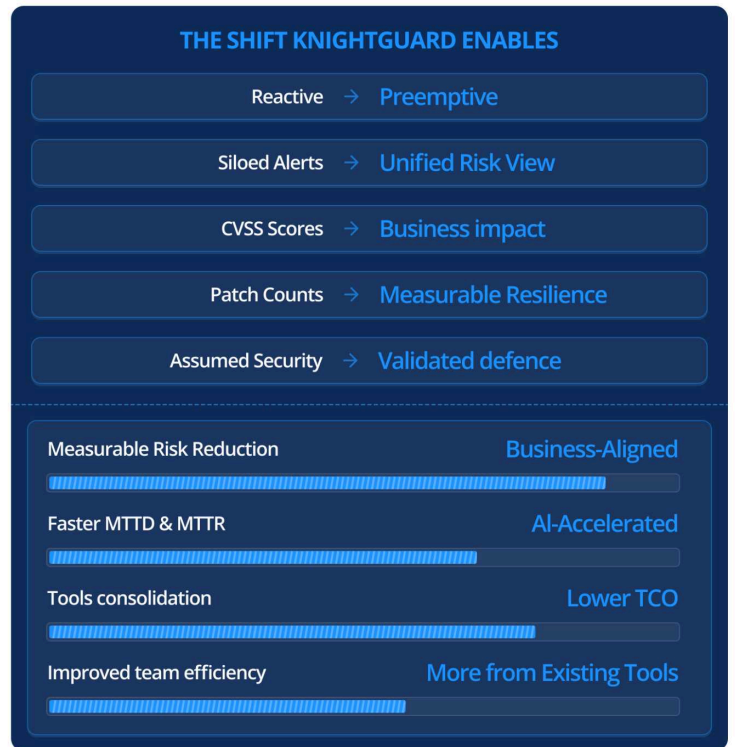 THE SHIFT KNIGHTGUARD ENABLES
Reactive → Preemptive
Siloed Alerts → Unified Risk View
CVSS Scores → Business impact
Patch Counts → Measurable Resilience
Assumed Security → Validated defence
Measurable Risk Reduction Business-Aligned
Faster MTTD & MTTR AI-Accelerated
Tools consolidation Lower TCO
Improved team efficiency More from Existing Tools